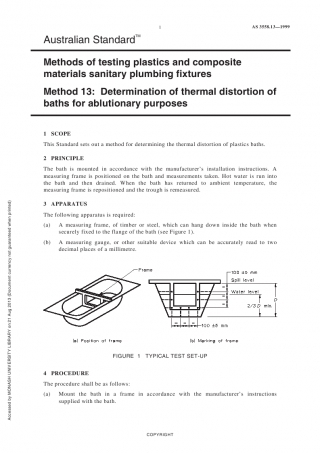 1
AS 3558.13—1999
Australian Standard™
Methods of testing plastics and composite
materials sanitary plumbing fixtures
Method 13: Determination of thermal distortion of
baths for ablutionary purposes
1 SCOPE
This Standard sets out a method for determining the thermal distortion of plastics baths.
2 PRINCIPLE
The bath is mounted in accordance with the manufacturer's installation instructions. A
measuring frame is positioned on the bath and measurements taken. Hot water is run into
the bath and then drained. When the bath has returned to ambient temperature, the
measuring frame is repositioned and the trough is remeasured.
3 APPARATUS
The following apparatus is required:
(a) A measuring frame, of timber or steel, which can hang down inside the bath when
securely fixed to the flange of the bath (see Figure 1).
(b) A measuring gauge, or other suitable device which can be accurately read to two
decimal places of a millimetre.
Frame
100 ±5 mm
Spill level
Water level
2/3 D min.
D
100 ±5 mm
(a) Position of frame
(b) Marking of frame
FIGURE 1 TYPICAL TEST SET-UP
4 PROCEDURE
The procedure shall be as follows:
(a) Mount the bath in a frame in accordance with the manufacturer's instructions
supplied with the bath.
COPYRIGHT
Accessed by MONASH UNIVERSITY LIBRARY on 21 Aug 2012 (Document currency not guaranteed when printed)